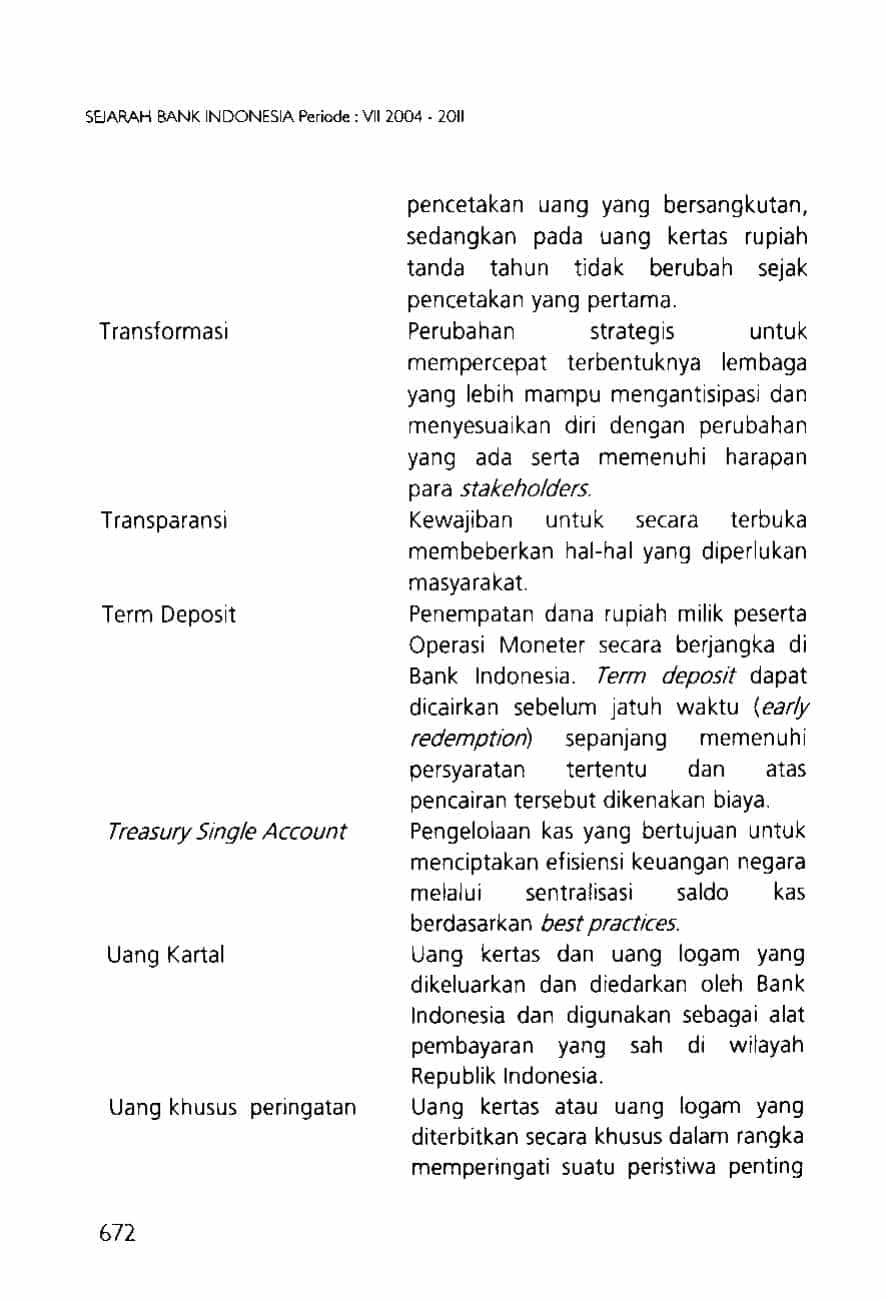 SEJARAH BANK INDONESIA Periode : VII 2004 - 2011
pencetakan uang yang bersangkutan,
sedangkan pada uang kertas rupiah
tanda tahun tidak berubah sejak
pencetakan yang pertama.
Transformasi Perubahan strategis untuk
mempercepat terbentuknya lembaga
yang lebih mampu mengantisipasi dan
menyesuaikan diri dengan perubahan
yang ada serta memenuhi harapan
para stakeholders.
Transparansi Kewajiban untuk secara terbuka
membeberkan hal-hal yang diperlukan
masyarakat.
Term Deposit Penempatan dana rupiah milik peserta
Operasi Moneter secara berjangka di
Bank Indonesia. Term deposit dapat
dicairkan sebelum jatuh waktu (early
redemption) sepanjang memenuhi
persyaratan tertentu dan atas
pencairan tersebut dikenakan biaya.
Treasury Single Account Pengelolaan kas yang bertujuan untuk
menciptakan efisiensi keuangan negara
melalui sentralisasi saldo kas
berdasarkan best practices.
Uang Kartal Uang kertas dan uang logam yang
dikeluarkan dan diedarkan oleh Bank
Indonesia dan digunakan sebagai alat
pembayaran yang sah di wilayah
Republik Indonesia.
Uang khusus peringatan Uang kertas atau uang logam yang
diterbitkan secara khusus dalam rangka
memperingati suatu peristiwa penting
672